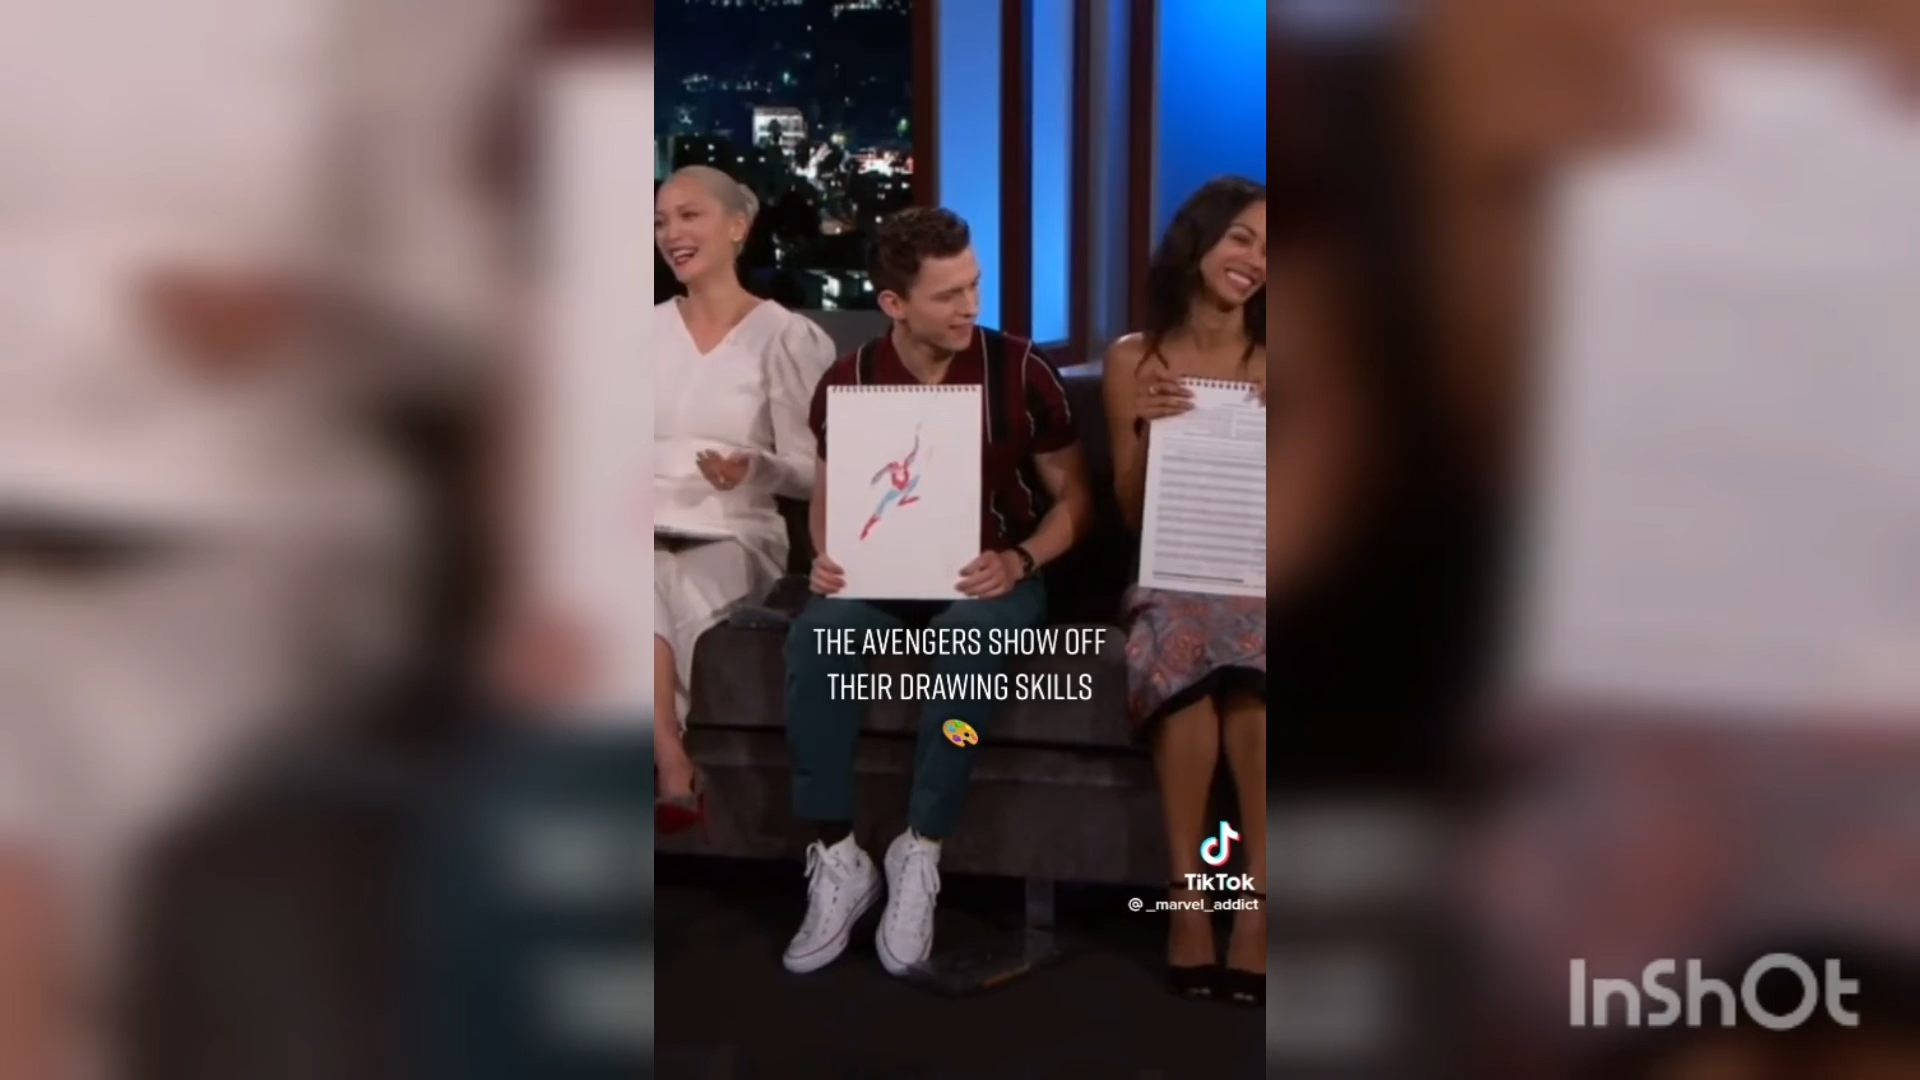 THE AVENGERS SHOW OFF
THEIR DRAWING SKILLS
TikTok
@_marvel_addict
InShOt